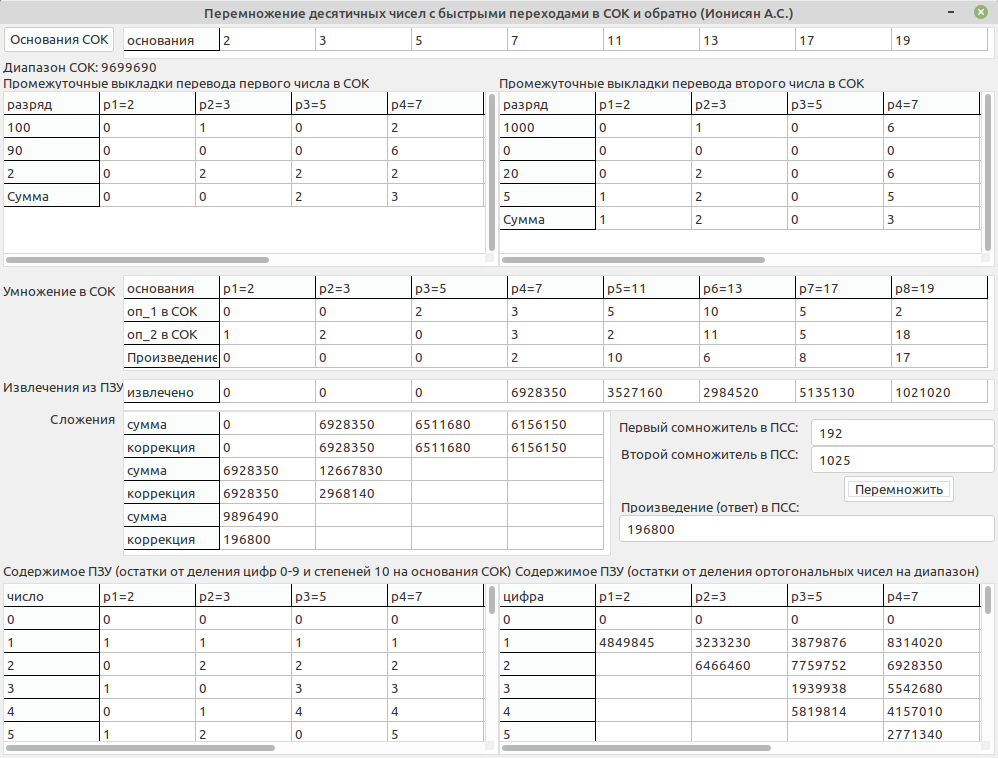 Перемножение десятичных чисел с быстрыми переходами в СОК и обратно (Ионисян А.С.)
Основания СОК основания 2 3 5 7 11 13 17 19
Диапазон СОК: 9699690
Промежуточные выкладки перевода первого числа в СОК
разряд p1=2 p2=3 p3=5 p4=7
100 0 1 0 2
90 0 0 0 6
2 0 2 2 2
Сумма 0 0 2 3
Промежуточные выкладки перевода второго числа в СОК
разряд p1=2 p2=3 p3=5 p4=7
1000 0 1 0 6
0 0 0 0 0
20 0 2 0 6
5 1 2 0 5
Сумма 1 2 0 3
Умножение в СОК
основания p1=2 p2=3 p3=5 p4=7 p5=11 p6=13 p7=17 p8=19
оп_1 в СОК 0 0 2 3 5 10 5 2
оп_2 в СОК 1 2 0 3 2 11 5 18
Произведение 0 0 0 2 10 6 8 17
Извлечения из ПЗУ
извлечено 0 0 0 6928350 3527160 2984520 5135130 1021020
Сложения
сумма 0 6928350 6511680 6156150
коррекция 0 6928350 6511680 6156150
сумма 6928350 12667830
коррекция 6928350 2968140
сумма 9896490
коррекция 196800
Первый сомножитель в ПСС: 192
Второй сомножитель в ПСС: 1025
Перемножить
Произведение (ответ) в ПСС:
196800
Содержимое ПЗУ (остатки от деления цифр 0-9 и степеней 10 на основания СОК)
число p1=2 p2=3 p3=5 p4=7
0 0 0 0 0
1 1 1 1 1
2 0 2 2 2
3 1 0 3 3
4 0 1 4 4
5 1 2 0 5
Содержимое ПЗУ (остатки от деления ортогональных чисел на диапазон)
цифра p1=2 p2=3 p3=5 p4=7
0 0 0 0 0
1 4849845 3233230 3879876 8314020
2 6466460 7759752 6928350
3 1939938 5542680
4 5819814 4157010
5 2771340